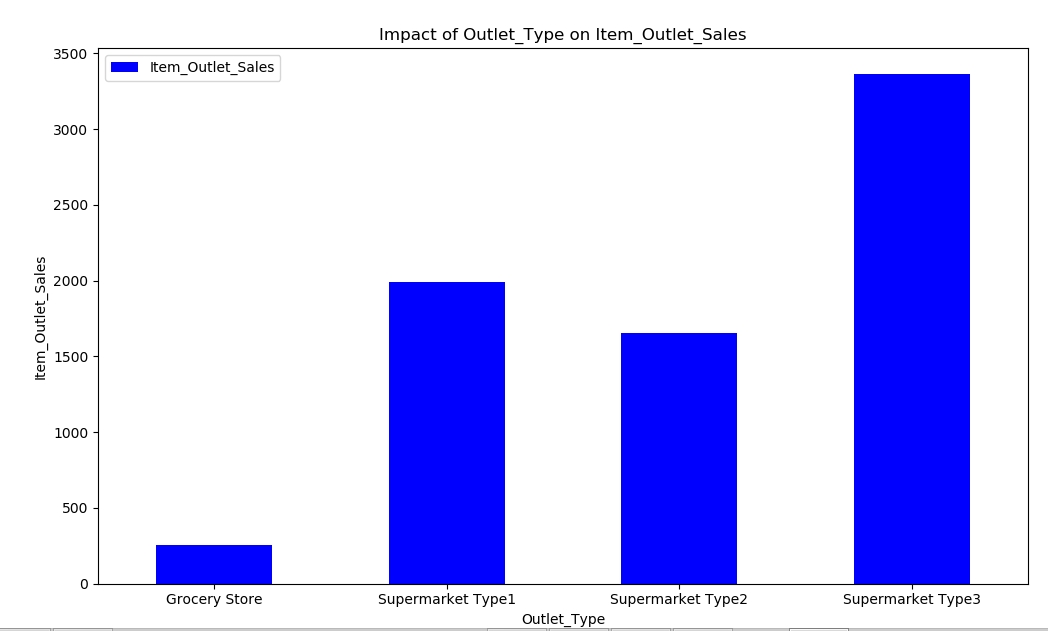 Impact of Outlet_Type on Item_Outlet_Sales
Item_Outlet_Sales
3500
3000
2500
2000
1500
1000
500
0
Item_Outlet_Sales
Grocery Store
Supermarket Type1
Supermarket Type2
Supermarket Type3
Outlet_Type